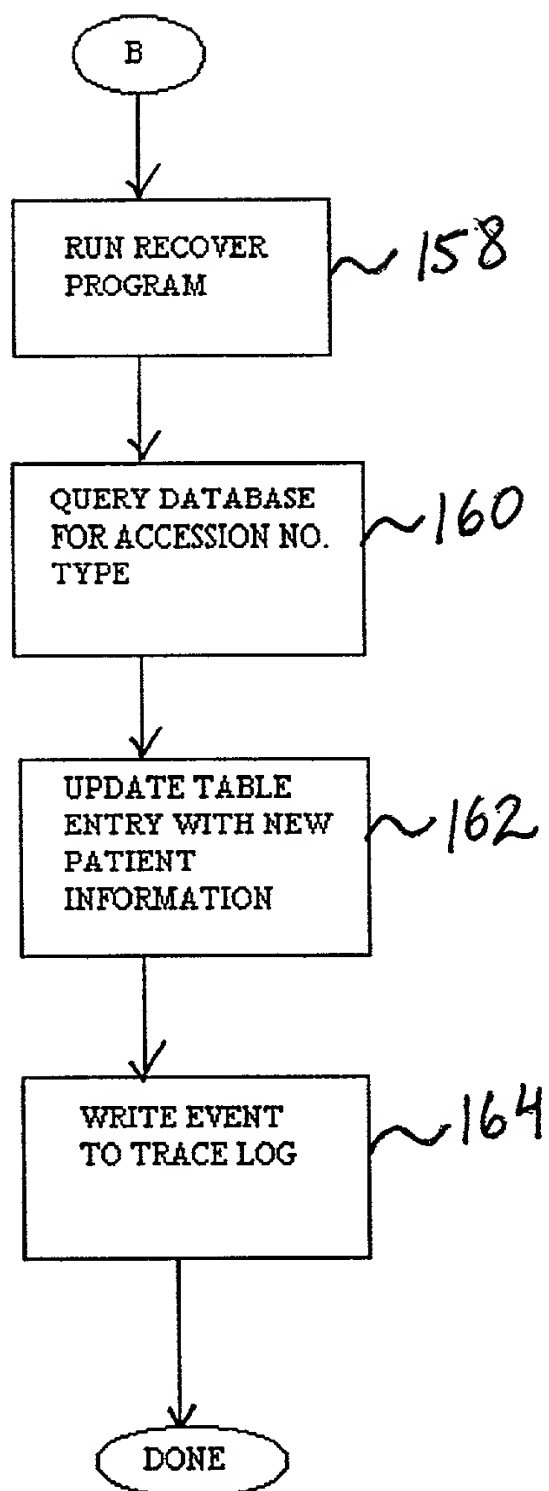 B
RUN RECOVER
PROGRAM
158
QUERY DATABASE
FOR ACCESSION NO.
TYPE
160
UPDATE TABLE
ENTRY WITH NEW
PATIENT
INFORMATION
162
WRITE EVENT
TO TRACE LOG
164
DONE